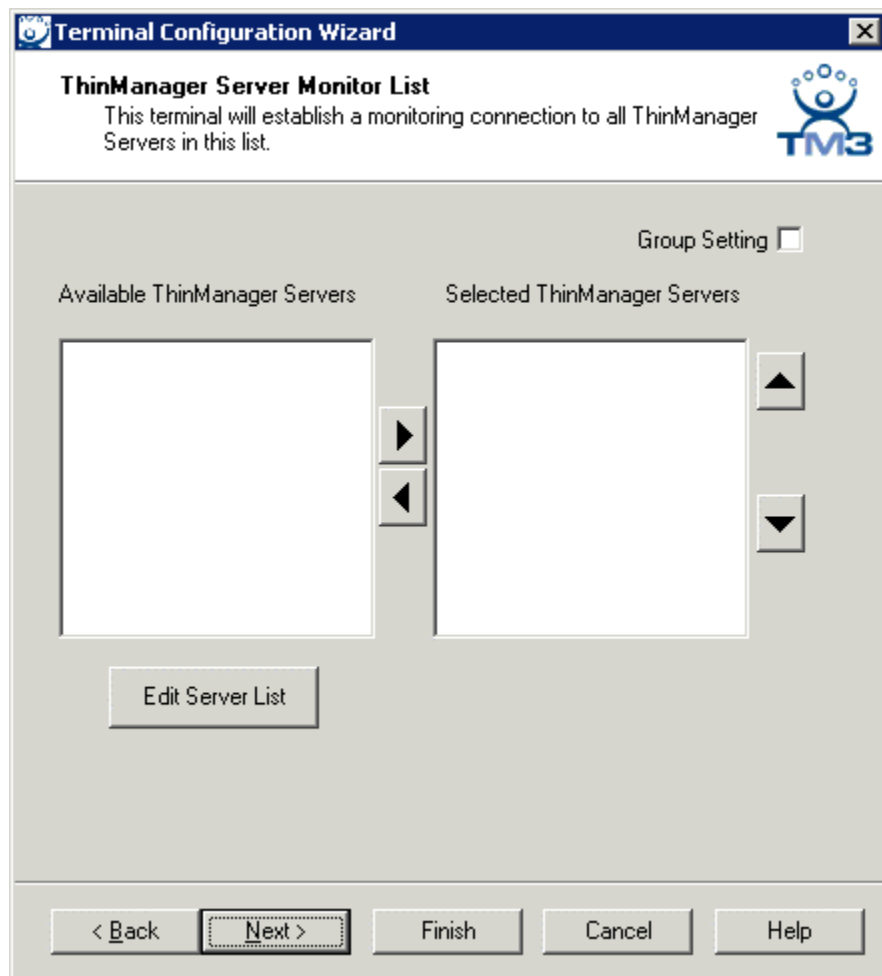 Terminal Configuration Wizard
ThinManager Server Monitor List
This terminal will establish a monitoring connection to all ThinManager
Servers in this list.
TM3
Group Setting
Available ThinManager Servers
Selected ThinManager Servers
Edit Server List
< Back
Next >
Finish
Cancel
Help